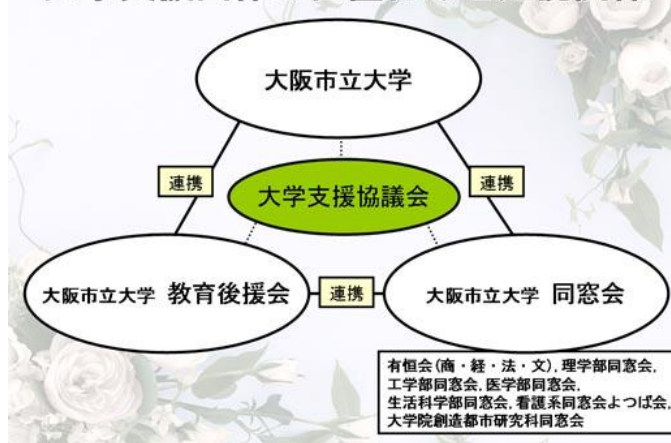 大阪市立大学
連携
連携
大学支援協議会
大阪市立大学 教育後援会
連携
大阪市立大学 同窓会
有恒会(商・経・法・文), 理学部同窓会,
工学部同窓会, 医学部同窓会,
生活科学部同窓会, 看護系同窓会よつば会,
大学院創造都市研究科同窓会